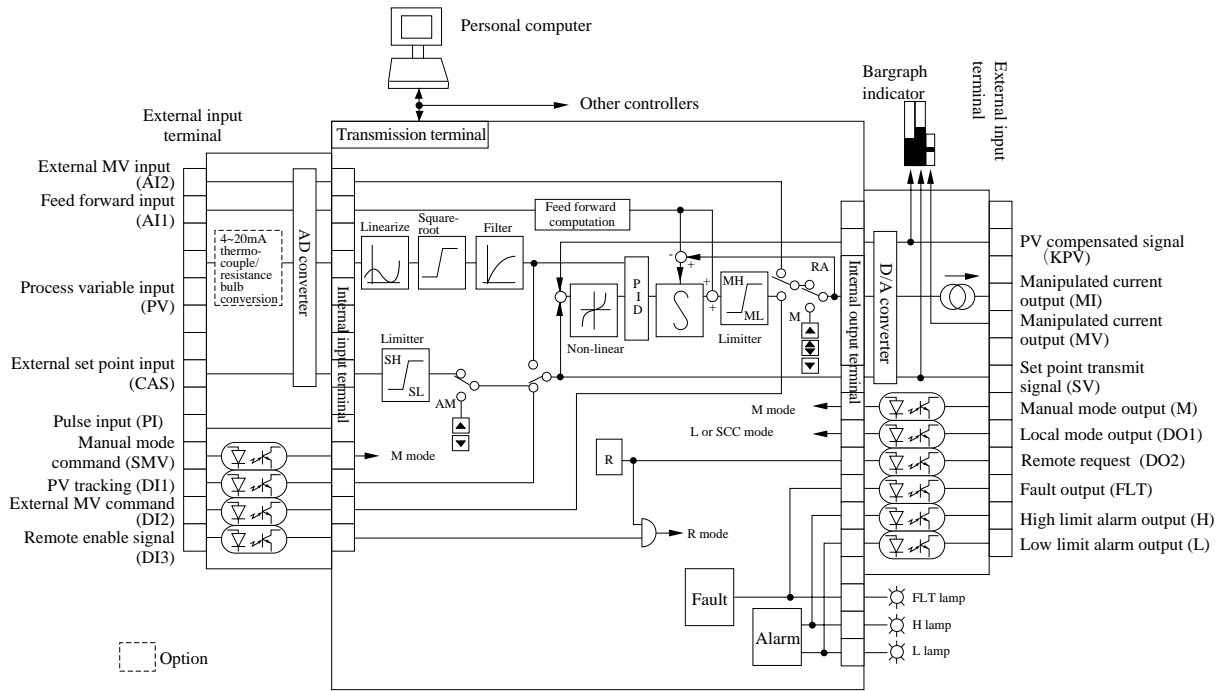 Personal computer
Other controllers
External input
terminal
Transmission terminal
Bargraph
indicator
External input
terminal
External MV input
(AI2)
Feed forward input
(AI1)
Process variable input
(PV)
External set point input
(CAS)
Pulse input (PI)
Manual mode
command (SMV)
PV tracking (DI1)
External MV command
(DI2)
Remote enable signal
(DI3)
4~20mA
thermo-
couple/
resistance
bulb
conversion
AD converter
Internal input terminal
Linearize
Square-
root
Filter
Feed forward
computation
Limitter
SH
SL
AM
M mode
Non-linear
P
I
D
-
+
+
+
MH
ML
Limitter
RA
M
M mode
L or SCC mode
R
R mode
Fault
Alarm
Internal output terminal
D/A converter
PV compensated signal
(KPV)
Manipulated current
output (MI)
Manipulated current
output (MV)
Set point transmit
signal (SV)
Manual mode output (M)
Local mode output (DO1)
Remote request (DO2)
Fault output (FLT)
High limit alarm output (H)
Low limit alarm output (L)
FLT lamp
H lamp
L lamp
Option